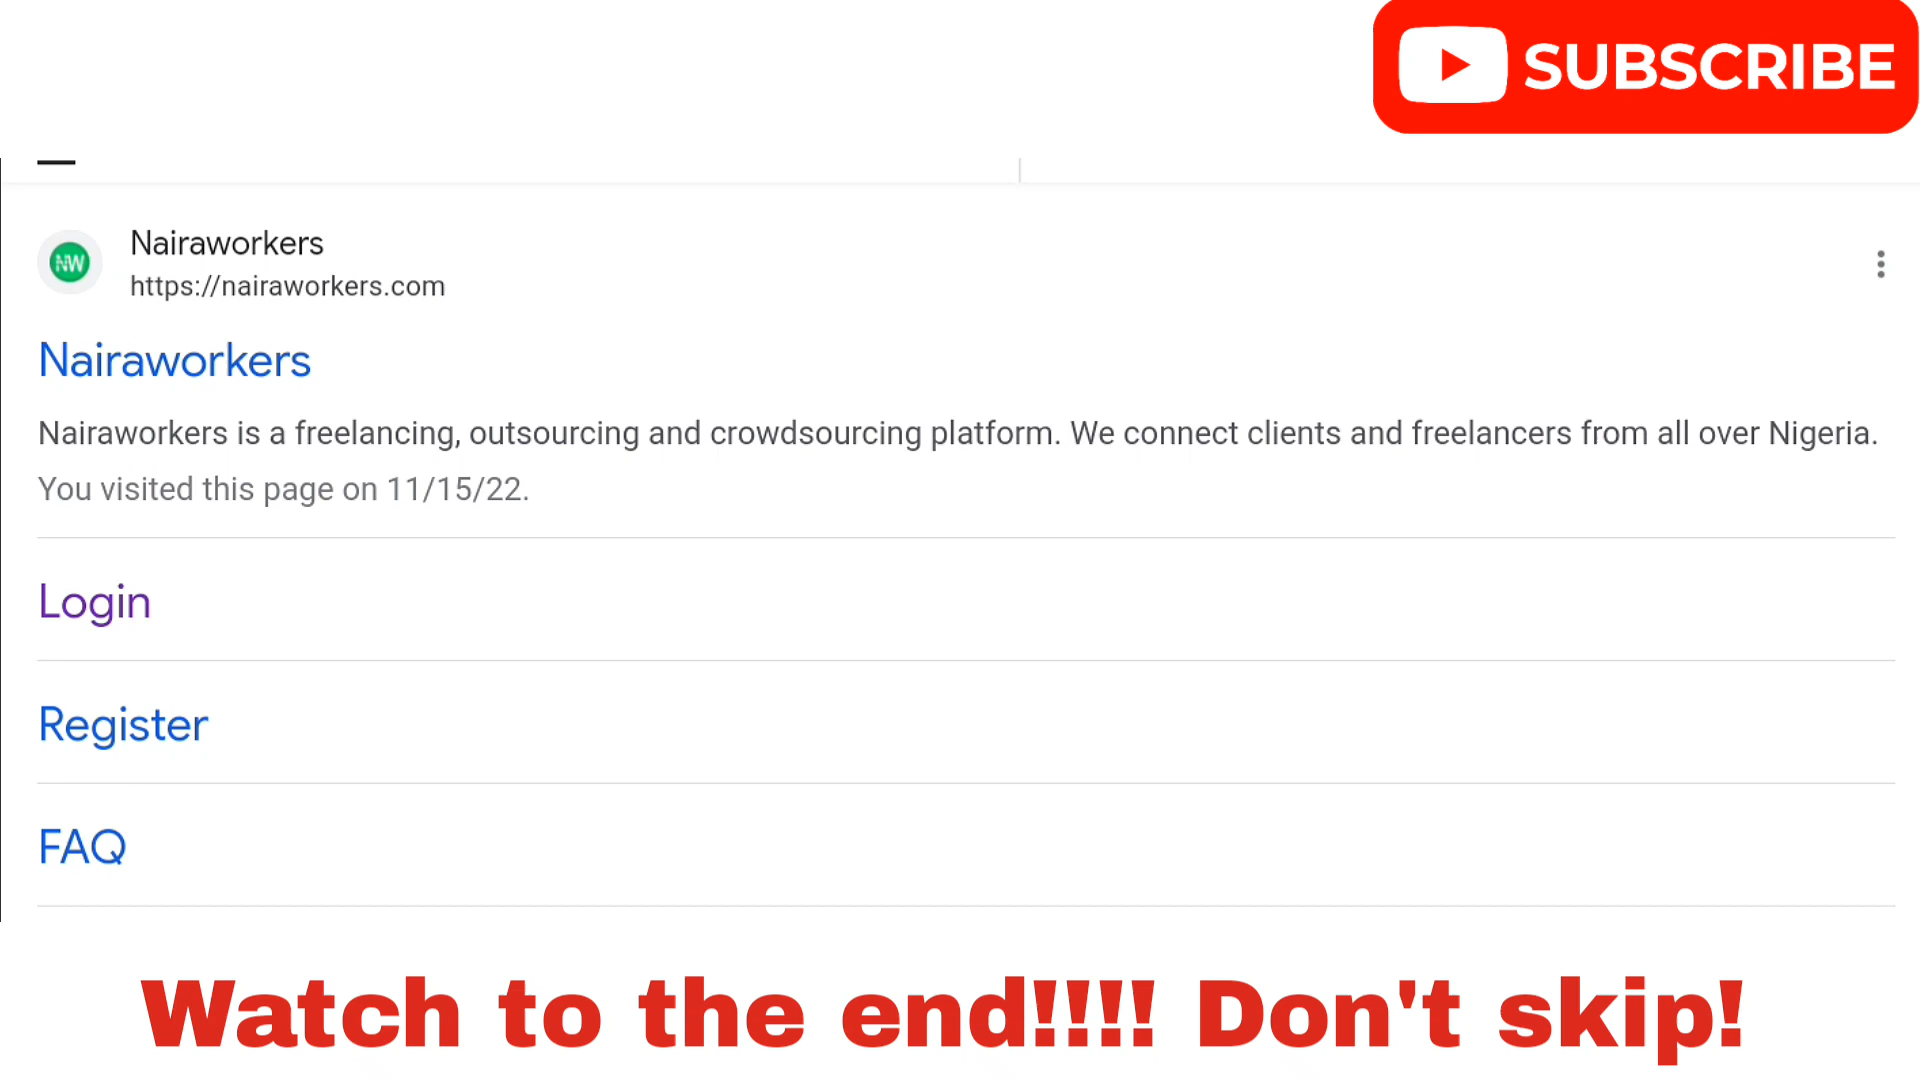 SUBSCRIBE
NW
Nairaworkers
https://nairaworkers.com
Nairaworkers
Nairaworkers is a freelancing, outsourcing and crowdsourcing platform. We connect clients and freelancers from all over Nigeria.
You visited this page on 11/15/22.
Login
Register
FAQ
Watch to the end!!!! Don't skip!